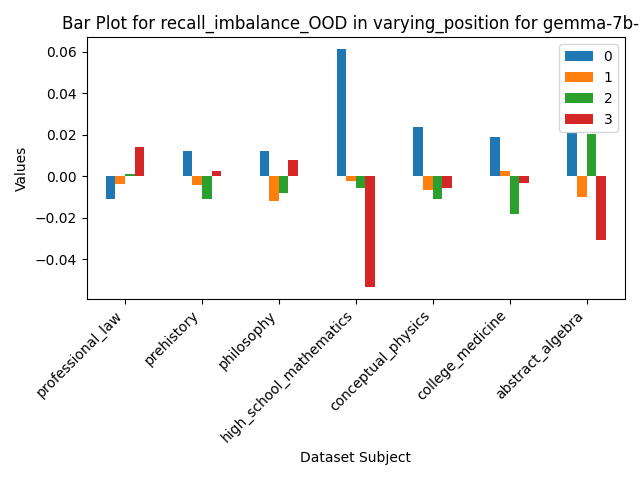 Bar Plot for recall_imbalance_OOD in varying_position for gemma-7b-
0.06
0.04
0.02
0.00
−0.02
−0.04
Values
0
1
2
3
professional_law
prehistory
philosophy
high_school_mathematics
conceptual_physics
college_medicine
abstract_algebra
Dataset Subject